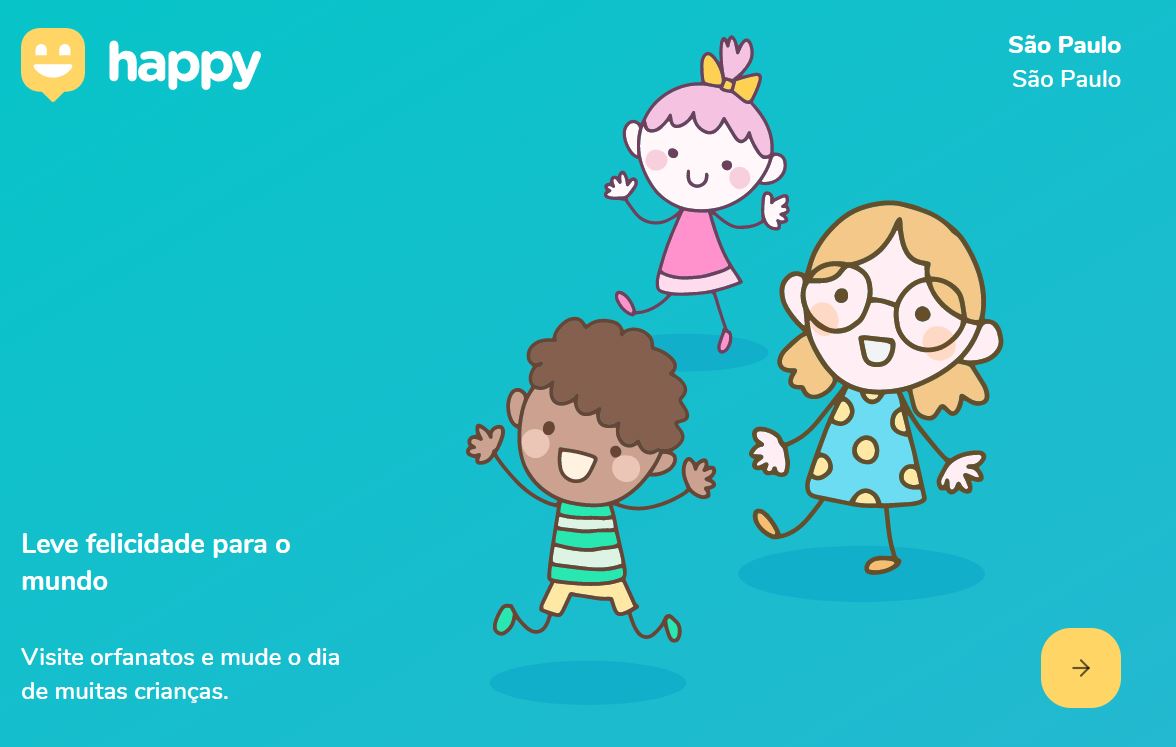 happy
São Paulo
São Paulo
Leve felicidade para o
mundo
Visite orfanatos e mude o dia
de muitas crianças.